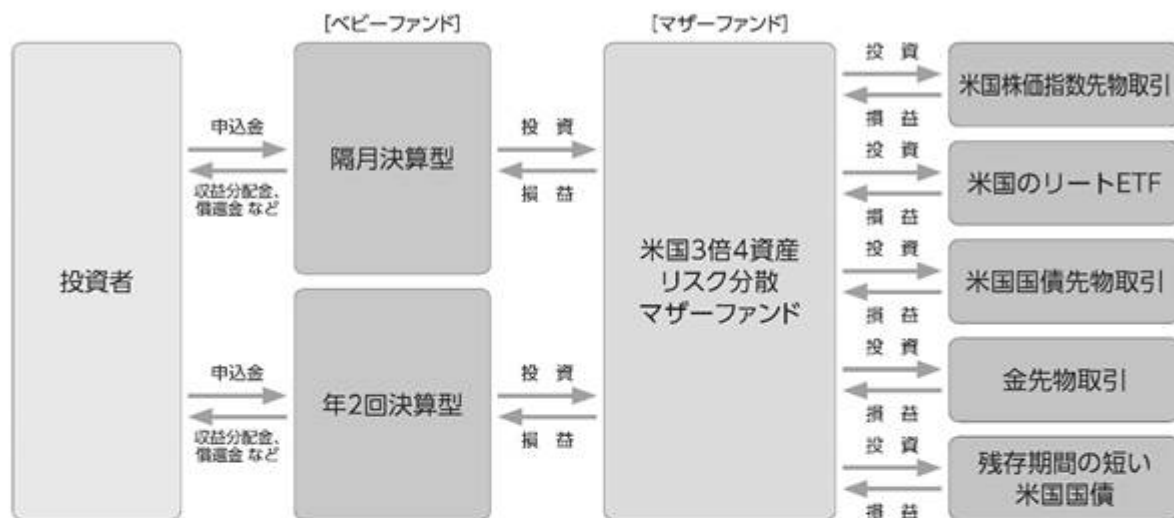 [ベビーファンド]
[マザーファンド]
投資者
申込金
収益分配金、
償還金 など
隔月決算型
投 資
損 益
申込金
収益分配金、
償還金 など
年2回決算型
投 資
損 益
米国3倍4資産
リスク分散
マザーファンド
投 資
損 益
米国株価指数先物取引
投 資
損 益
米国のリートETF
投 資
損 益
米国国債先物取引
投 資
損 益
金先物取引
投 資
損 益
残存期間の短い
米国国債